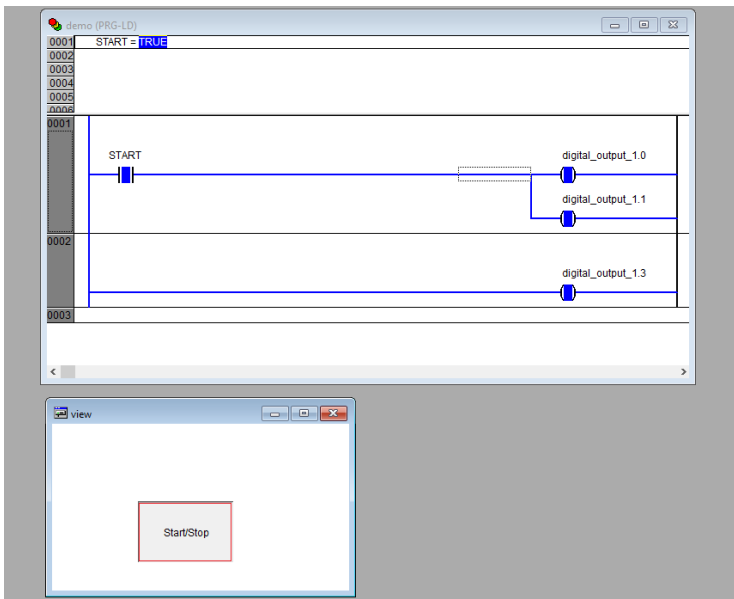 demo (PRG-LD)
0001 START = TRUE
0002
0003
0004
0005
0006
0001
START digital_output_1.0
digital_output_1.1
0002
digital_output_1.3
0003
view
Start/Stop